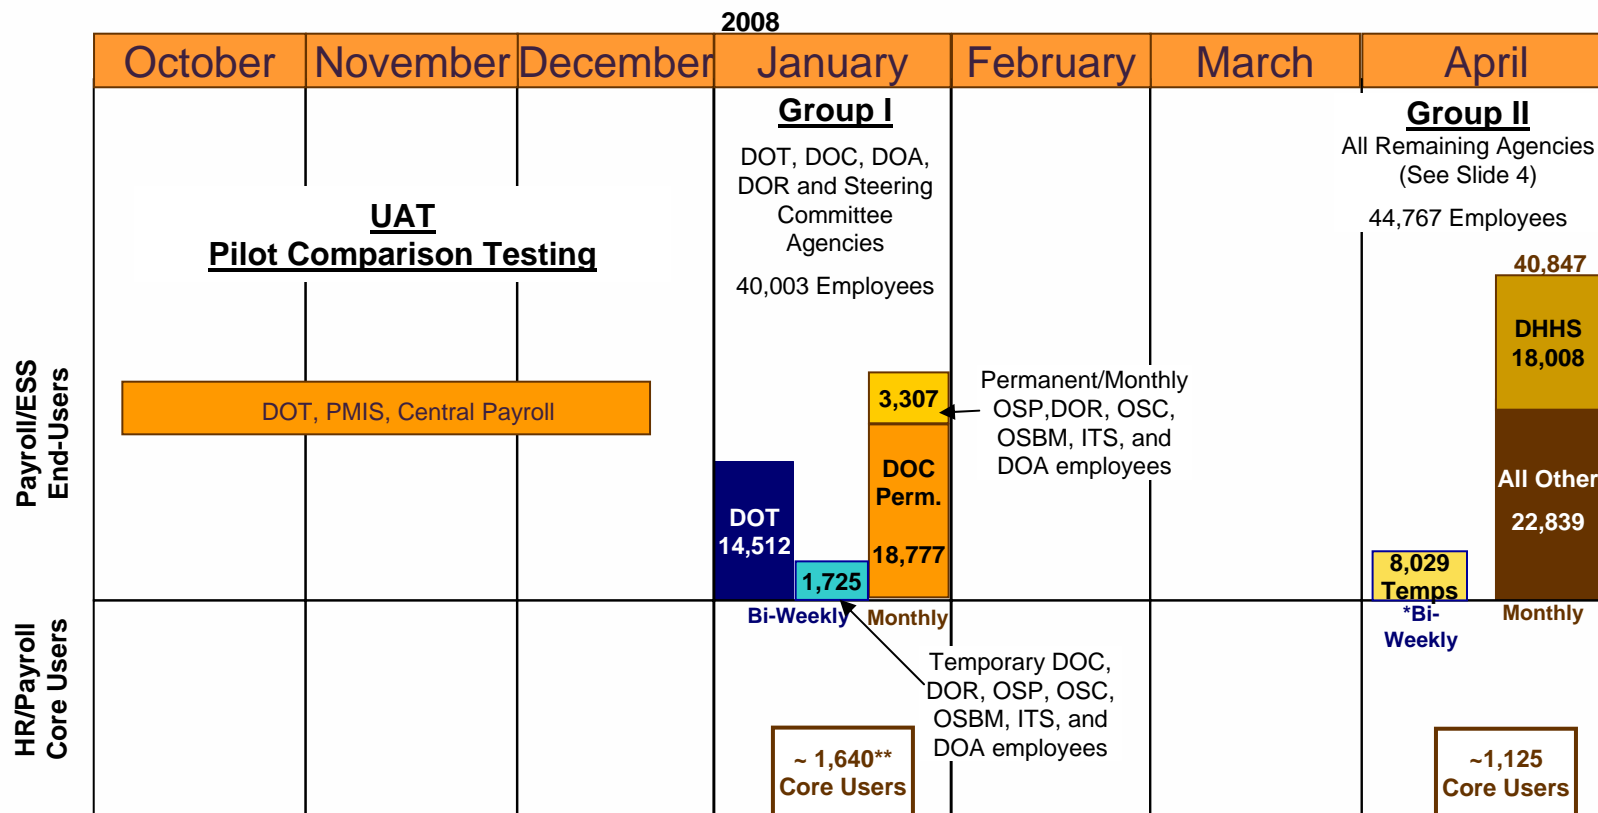 2008
October
November
December
January
February
March
April
UAT
Pilot Comparison Testing
Group I
DOT, DOC, DOA,
DOR and Steering
Committee
Agencies
40,003 Employees
Group II
All Remaining Agencies
(See Slide 4)
44,767 Employees
Payroll/ESS
End-Users
DOT, PMIS, Central Payroll
DOT
14,512
1,725
3,307
DOC
Perm.
18,777
Permanent/Monthly
OSP,DOR, OSC,
OSBM, ITS, and
DOA employees
40,847
DHHS
18,008
All Other
22,839
8,029
Temps
Bi-Weekly
Monthly
*Bi-
Weekly
Monthly
HR/Payroll
Core Users
Temporary DOC,
DOR, OSP, OSC,
OSBM, ITS, and
DOA employees
~ 1,640**
Core Users
~1,125
Core Users